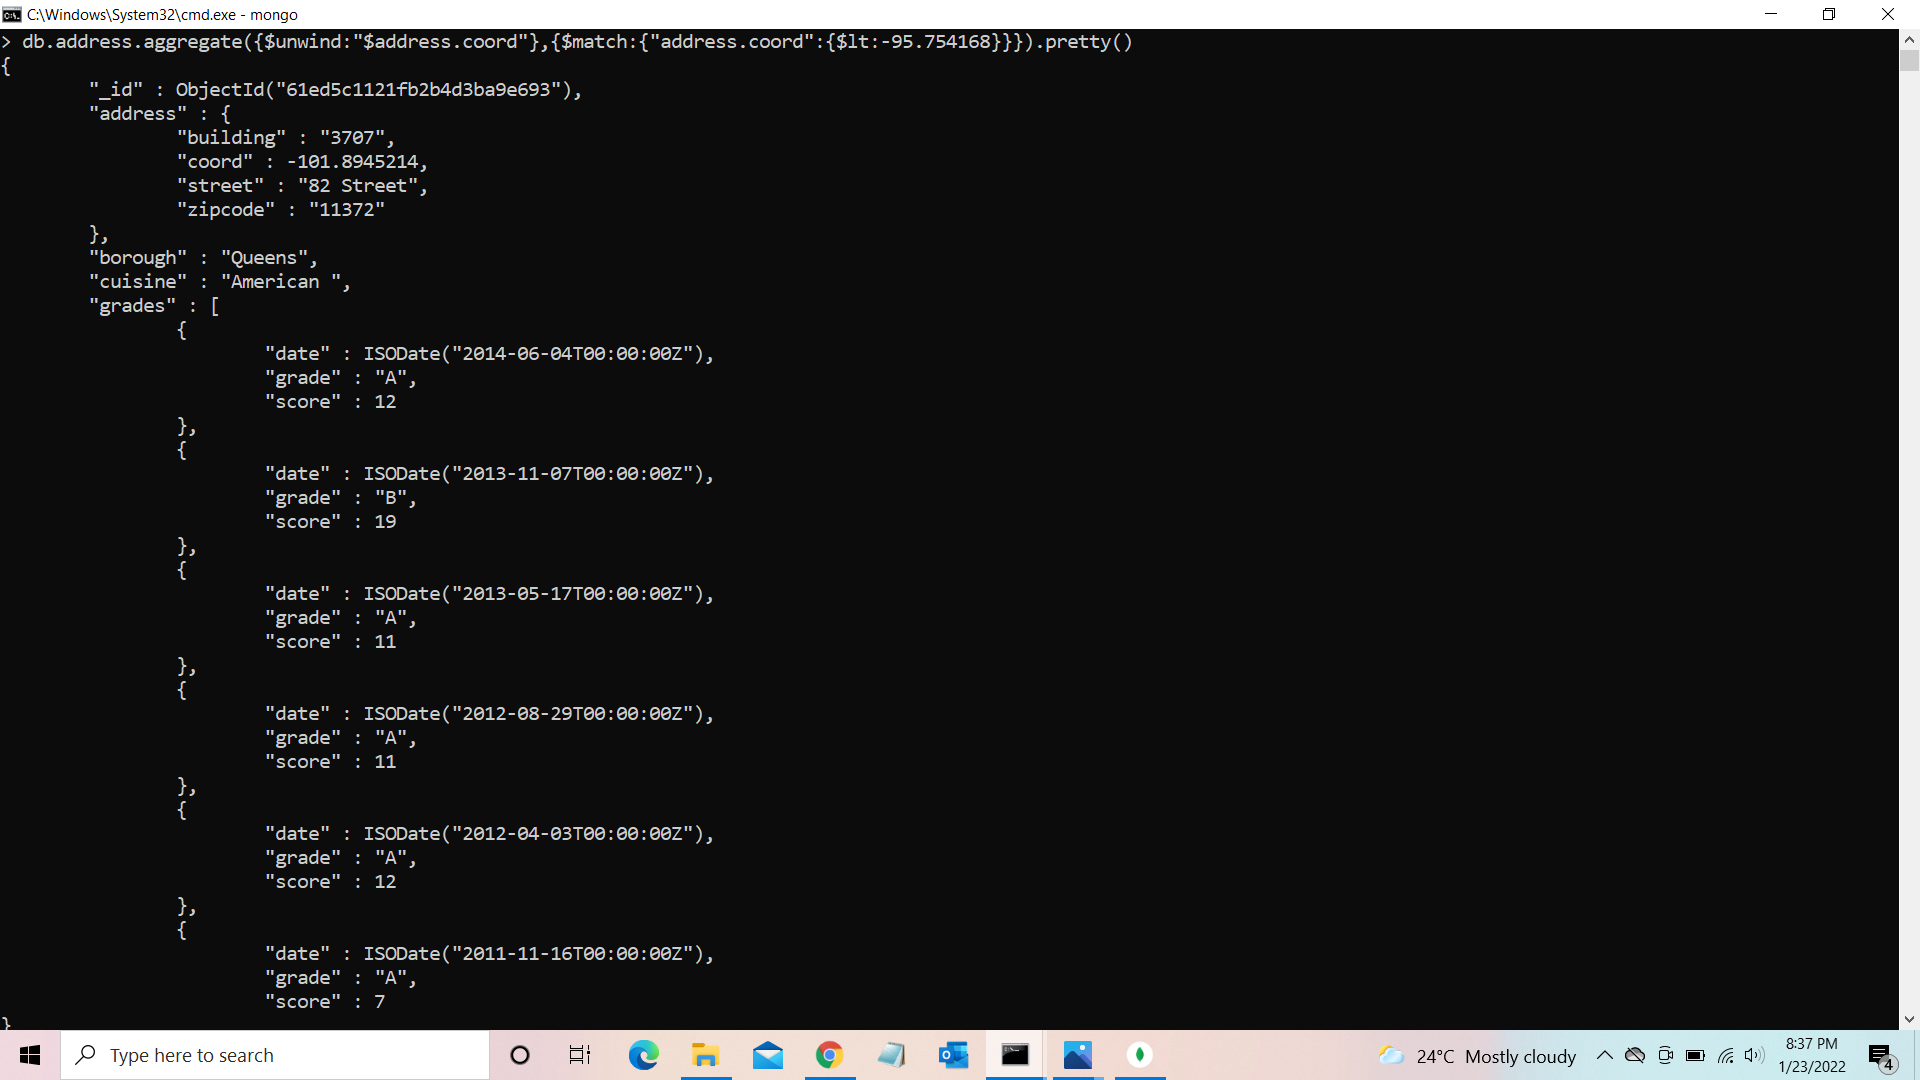 C:\Windows\System32\cmd.exe - mongo
> db.address.aggregate({$unwind:"$address.coord"},{$match:{"address.coord":{$lt:-95.754168}}}).pretty()
{
"_id" : ObjectId("61ed5c1121fb2b4d3ba9e693"),
"address" : {
"building" : "3707",
"coord" : -101.8945214,
"street" : "82 Street",
"zipcode" : "11372"
},
"borough" : "Queens",
"cuisine" : "American ",
"grades" : [
{
"date" : ISODate("2014-06-04T00:00:00Z"),
"grade" : "A",
"score" : 12
},
{
"date" : ISODate("2013-11-07T00:00:00Z"),
"grade" : "B",
"score" : 19
},
{
"date" : ISODate("2013-05-17T00:00:00Z"),
"grade" : "A",
"score" : 11
},
{
"date" : ISODate("2012-08-29T00:00:00Z"),
"grade" : "A",
"score" : 11
},
{
"date" : ISODate("2012-04-03T00:00:00Z"),
"grade" : "A",
"score" : 12
},
{
"date" : ISODate("2011-11-16T00:00:00Z"),
"grade" : "A",
"score" : 7
}
Type here to search
24°C Mostly cloudy
8:37 PM
1/23/2022
4